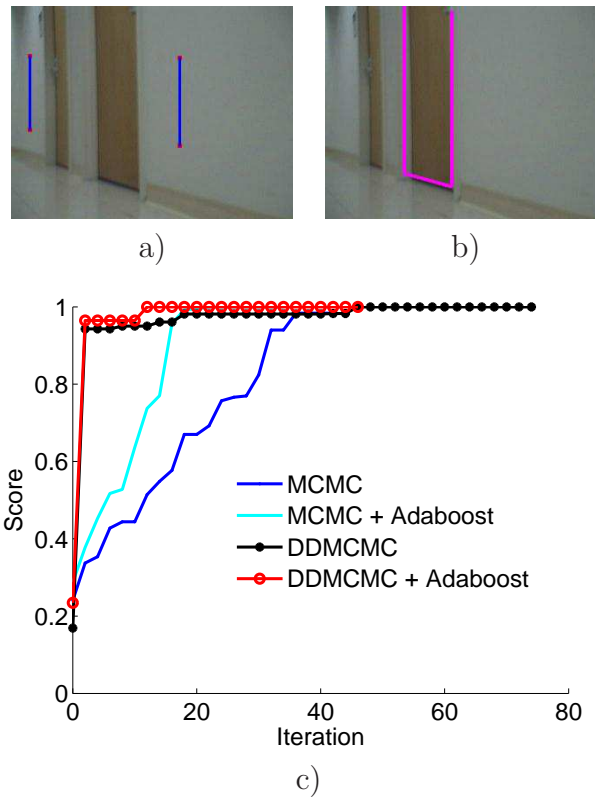 a)
b)
1
0.8
0.6
0.4
0.2
0
Score
MCMC
MCMC + Adaboost
DDMCMC
DDMCMC + Adaboost
0
20
40
60
80
Iteration
c)